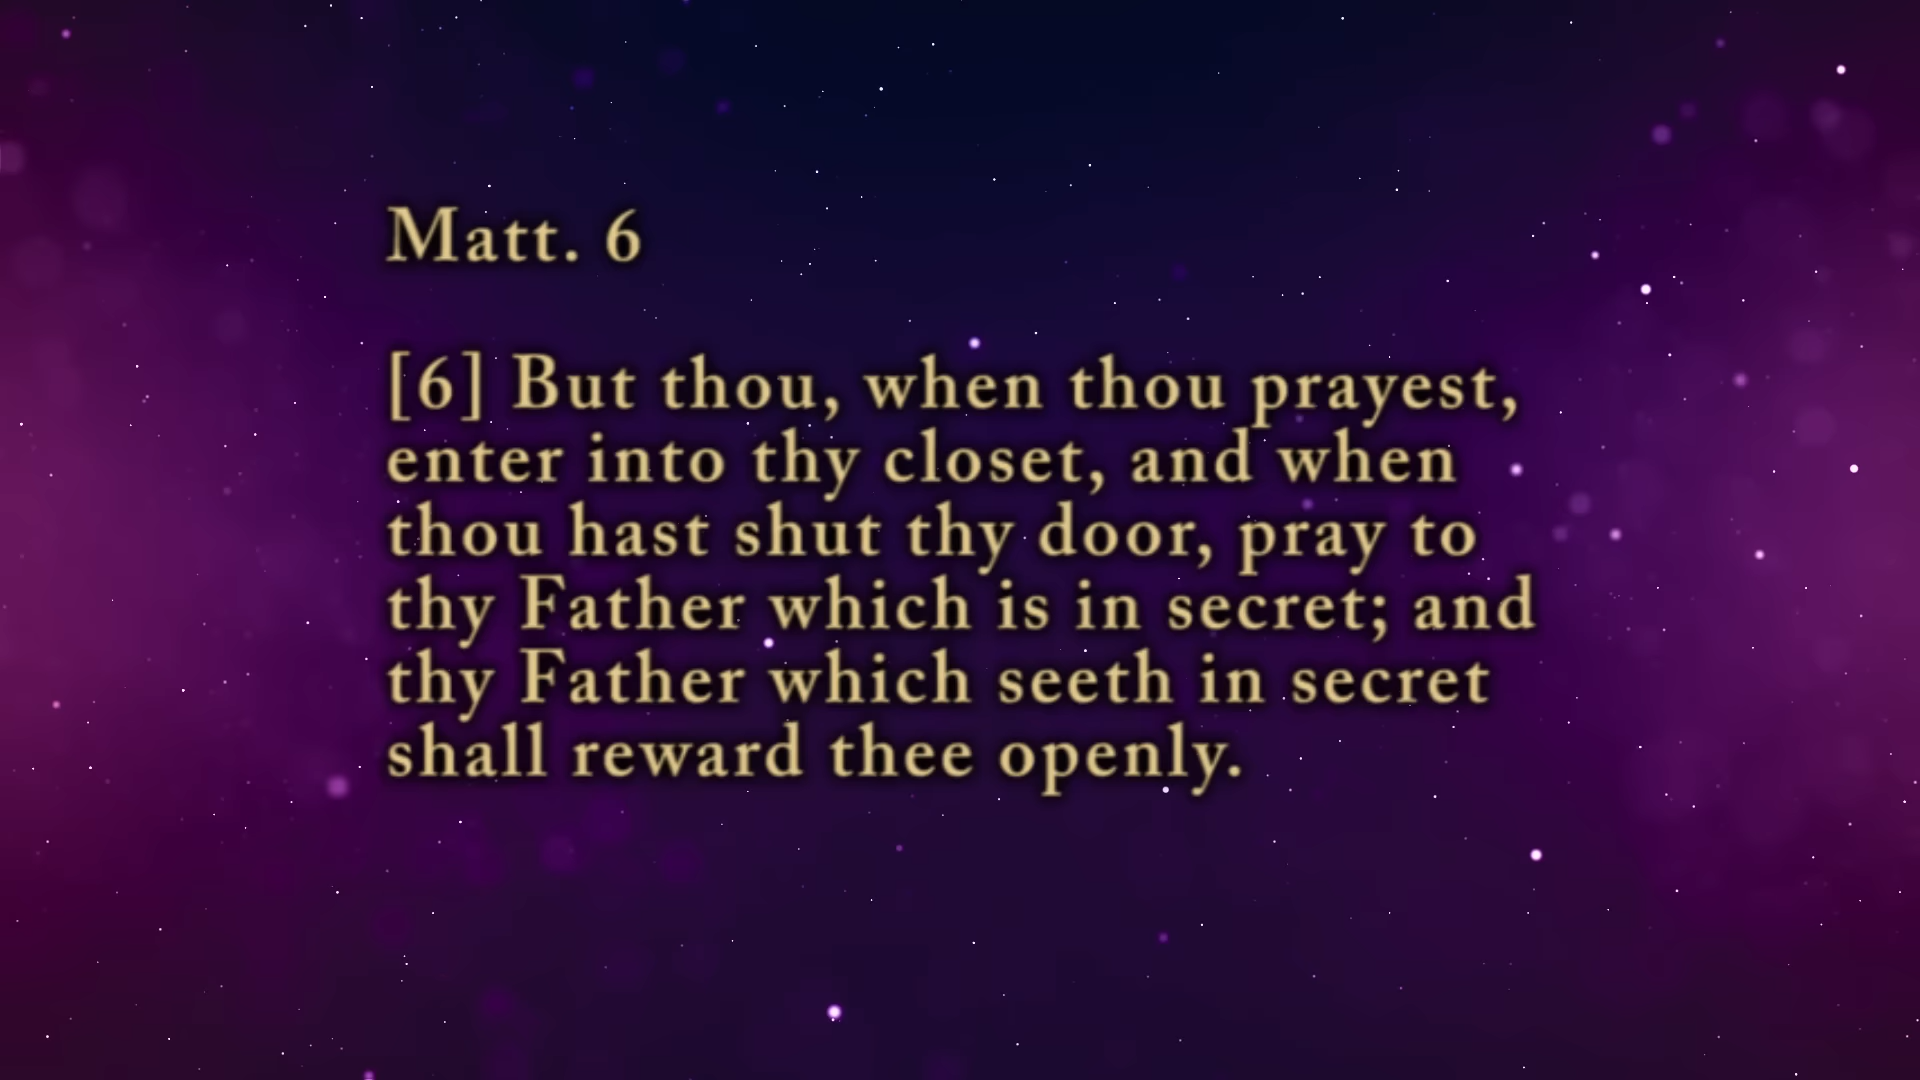 Matt. 6
[6] But thou, when thou prayest,
enter into thy closet, and when
thou hast shut thy door, pray to
thy Father which is in secret; and
thy Father which seeth in secret
shall reward thee openly.